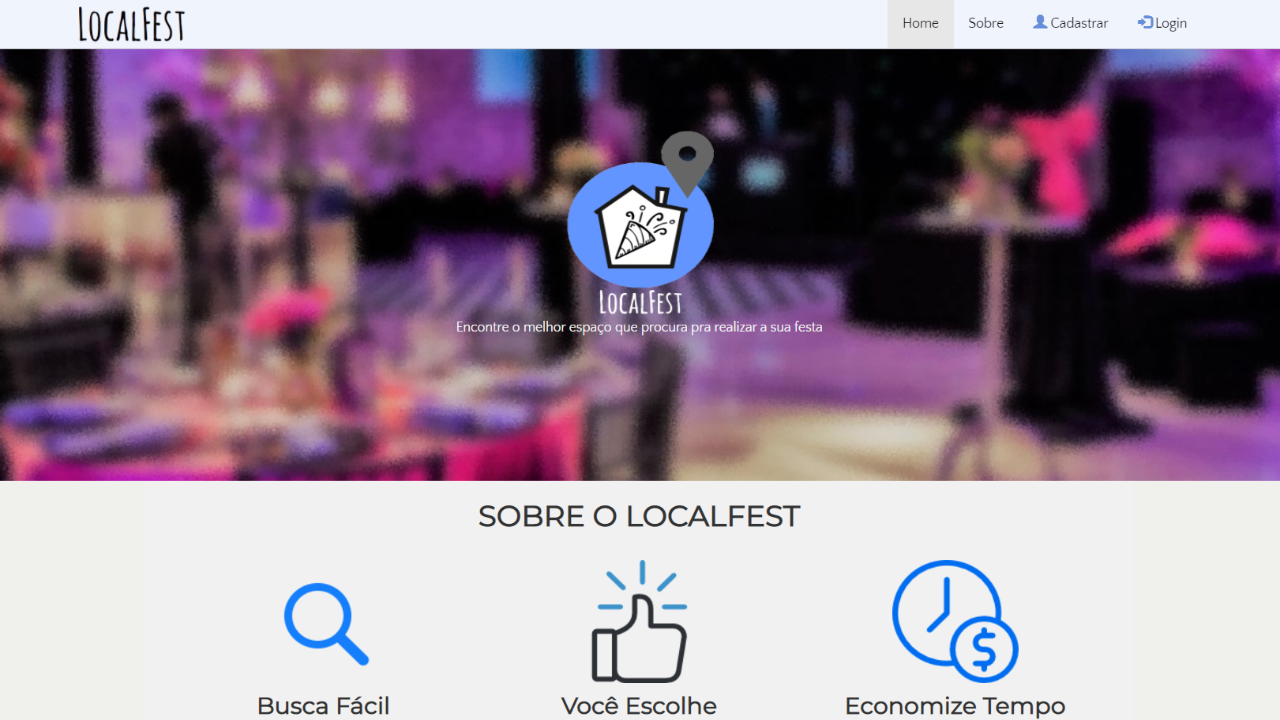 LOCALFEST
Home Sobre Cadastrar Login
LOCALFEST
Encontre o melhor espaço que procura pra realizar a sua festa
SOBRE O LOCALFEST
$
Busca Fácil Você Escolhe Economize Tempo